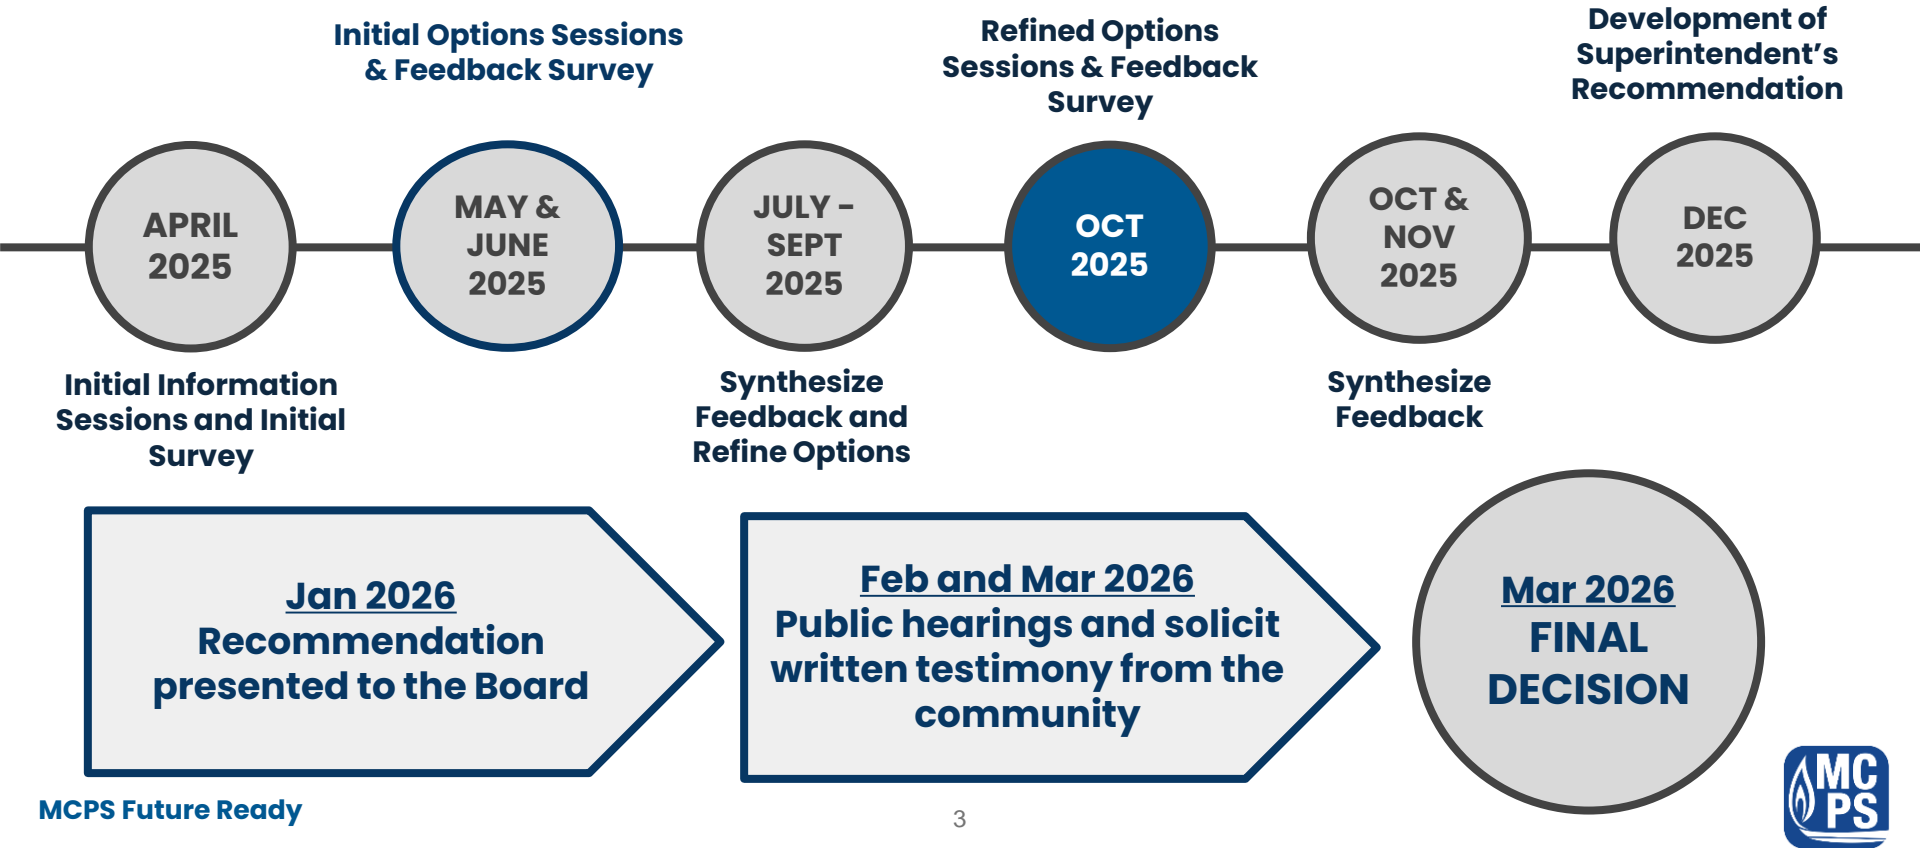 Initial Options Sessions
& Feedback Survey
Refined Options
Sessions & Feedback
Survey
Development of
Superintendent’s
Recommendation
APRIL
2025
MAY &
JUNE
2025
JULY -
SEPT
2025
OCT
2025
OCT &
NOV
2025
DEC
2025
Initial Information
Sessions and Initial
Survey
Synthesize
Feedback and
Refine Options
Synthesize
Feedback
Jan 2026
Recommendation
presented to the Board
Feb and Mar 2026
Public hearings and solicit
written testimony from the
community
Mar 2026
FINAL
DECISION
MCPS Future Ready
3
MC
PS